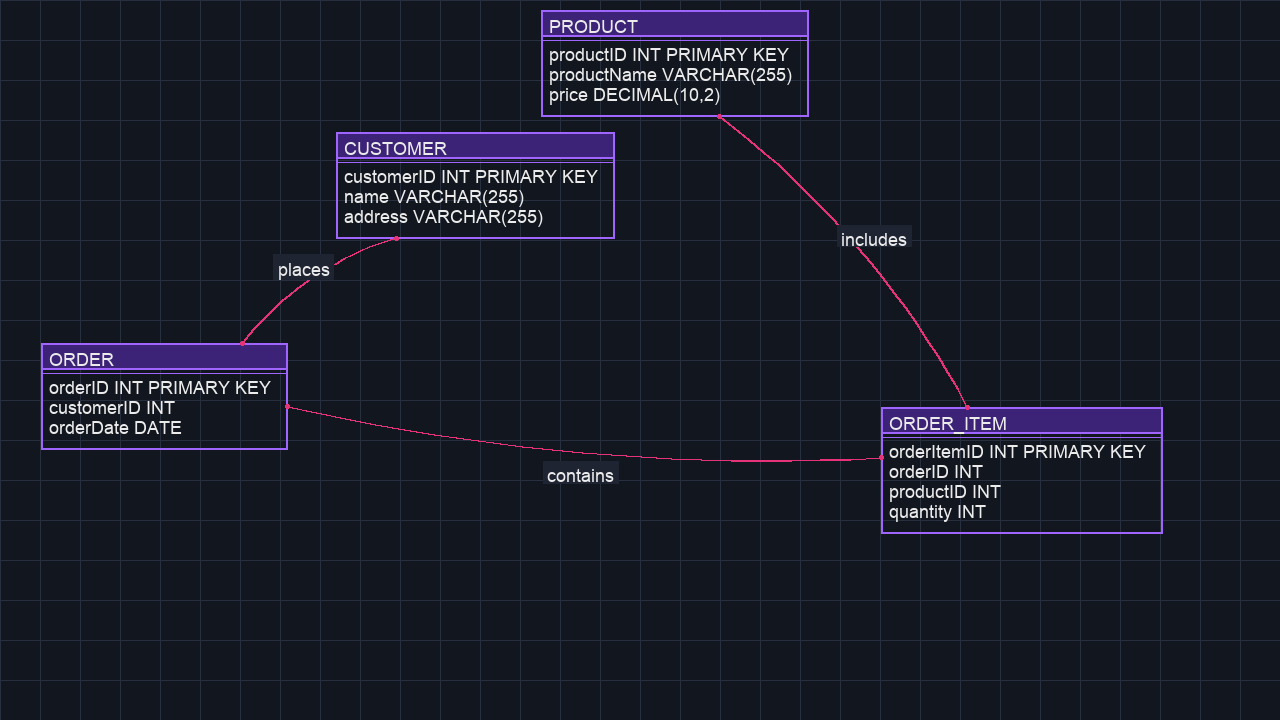 PRODUCT
productID INT PRIMARY KEY
productName VARCHAR(255)
price DECIMAL(10,2)
CUSTOMER
customerID INT PRIMARY KEY
name VARCHAR(255)
address VARCHAR(255)
includes
places
ORDER
orderID INT PRIMARY KEY
customerID INT
orderDate DATE
contains
ORDER_ITEM
orderItemID INT PRIMARY KEY
orderID INT
productID INT
quantity INT